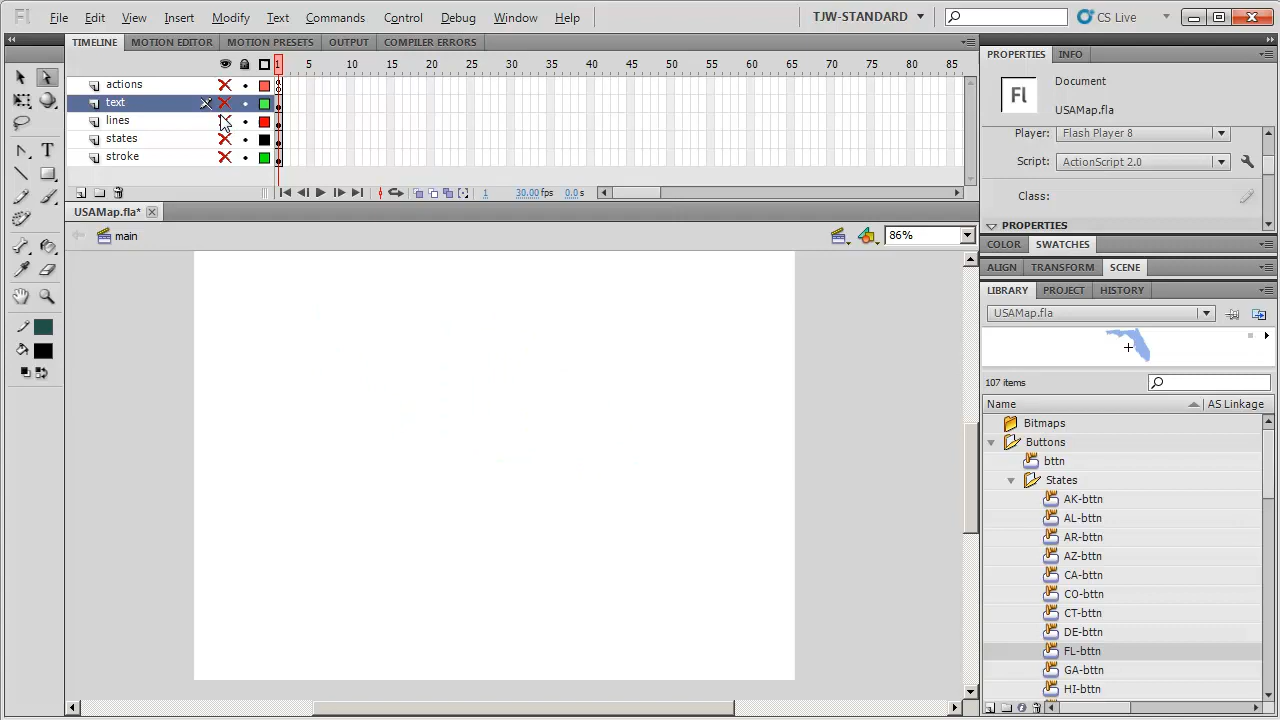 Fl File Edit View Insert Modify Text Commands Control Debug Window Help TJW-STANDARD CS Live
TIMELINE MOTION EDITOR MOTION PRESETS OUTPUT COMPILER ERRORS
1 5 10 15 20 25 30 35 40 45 50 55 60 65 70 75 80 85
actions
text
lines
states
stroke
1 30.00 fps 0.0 s
USAMap.fla*
main 86%
PROPERTIES INFO
Fl Document
USAMap.fla
Player: Flash Player 8
Script: ActionScript 2.0
Class:
PROPERTIES
COLOR SWATCHES
ALIGN TRANSFORM SCENE
LIBRARY PROJECT HISTORY
USAMap.fla
107 items
Name AS Linkage
Bitmaps
Buttons
bttn
States
AK-bttn
AL-bttn
AR-bttn
AZ-bttn
CA-bttn
CO-bttn
CT-bttn
DE-bttn
FL-bttn
GA-bttn
HI-bttn